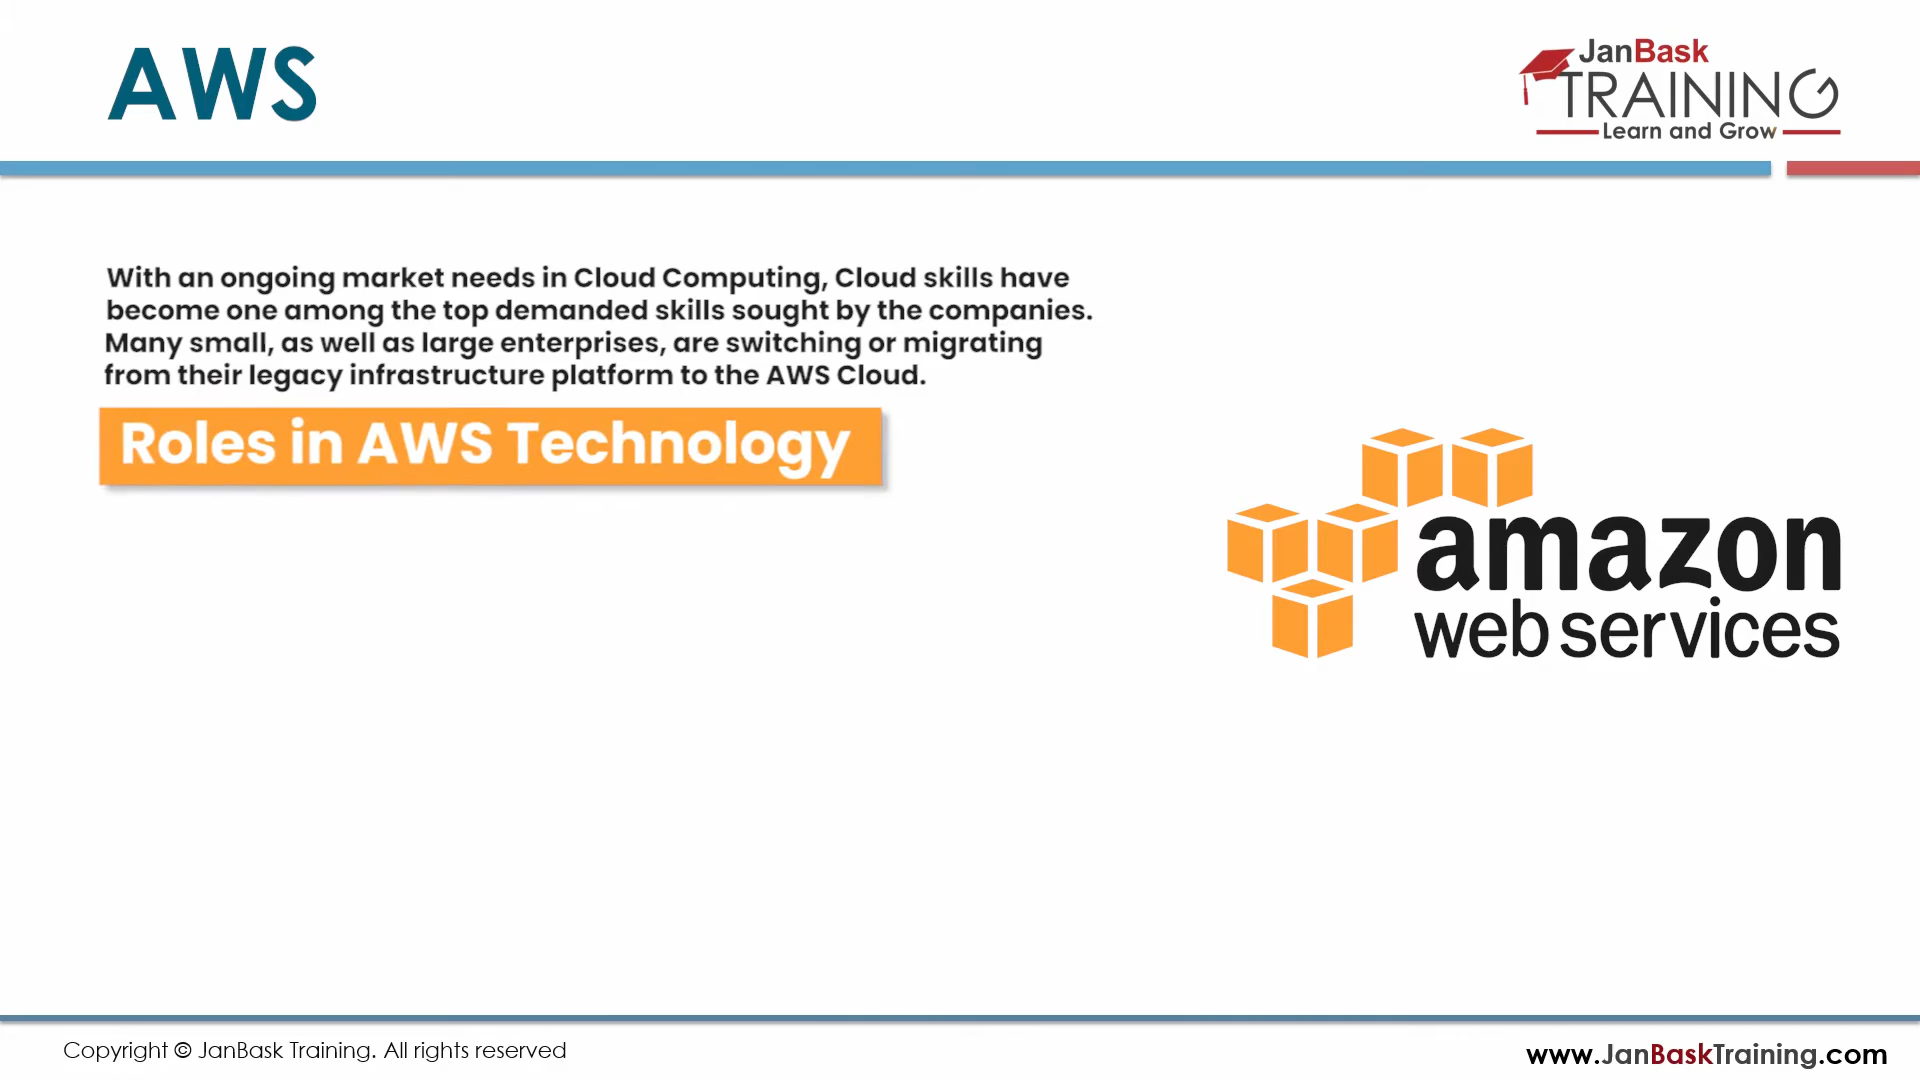 AWS
JanBask
TRAINING
Learn and Grow
With an ongoing market needs in Cloud Computing, Cloud skills have
become one among the top demanded skills sought by the companies.
Many small, as well as large enterprises, are switching or migrating
from their legacy infrastructure platform to the AWS Cloud.
Roles in AWS Technology
amazon
web services
Copyright © JanBask Training. All rights reserved
www.JanBaskTraining.com